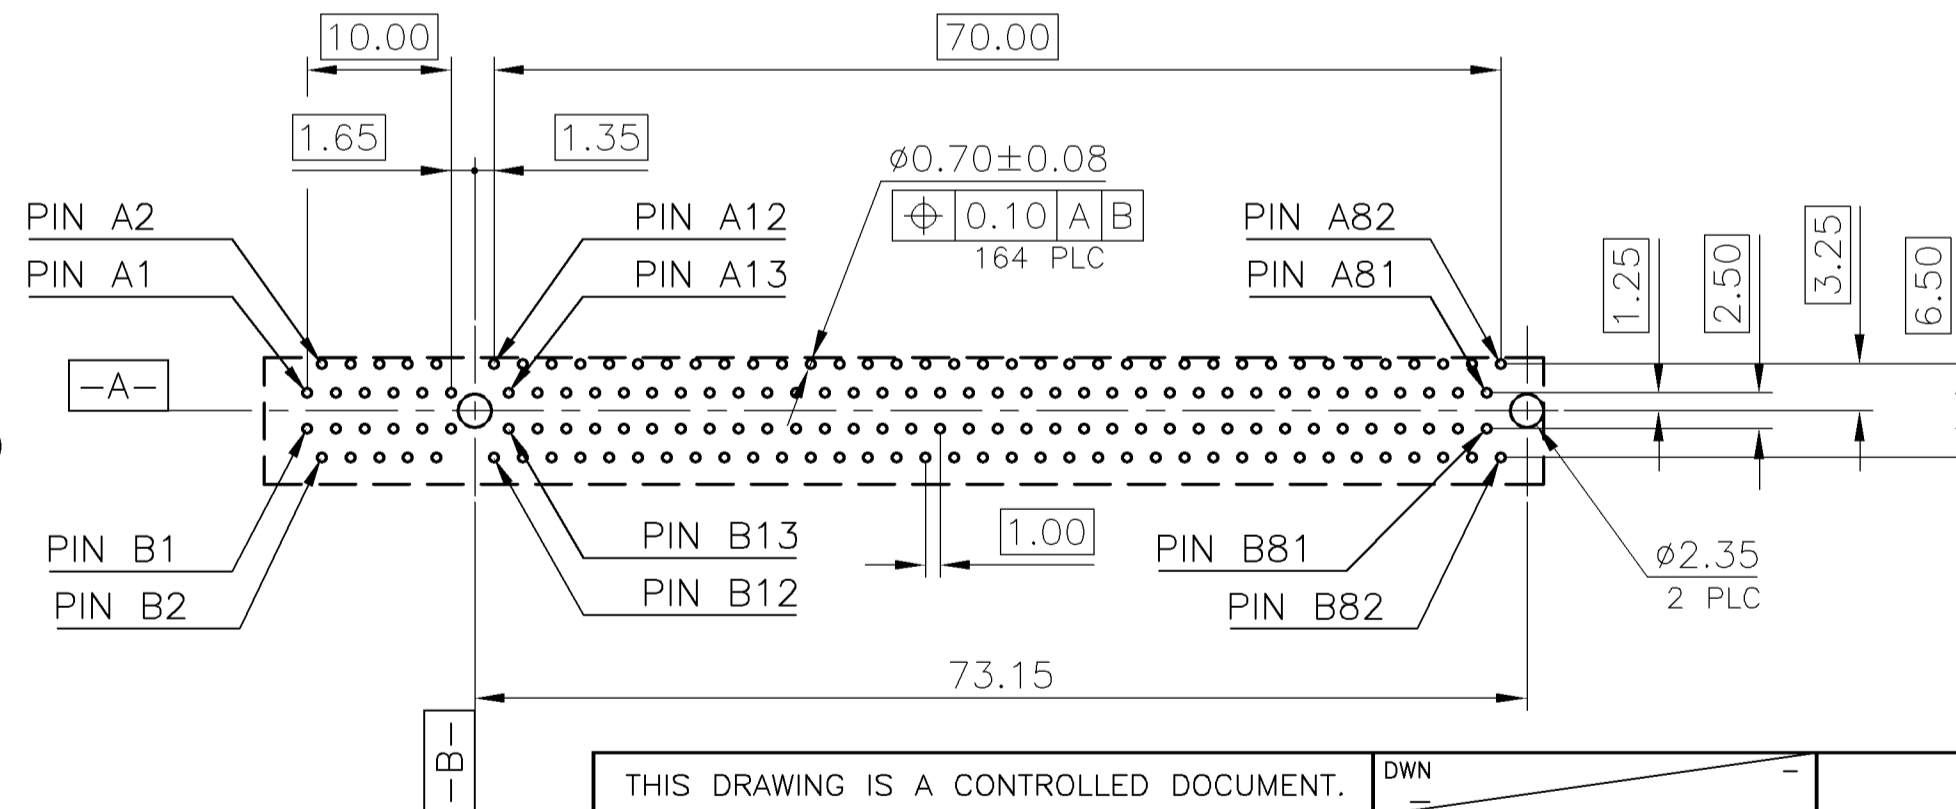 10.00
70.00
1.65
1.35
⌀0.70±0.08
⌖ 0.10 A B
164 PLC
PIN A2
PIN A12
PIN A82
PIN A1
PIN A13
PIN A81
1.25
2.50
3.25
6.50
-A-
PIN B1
PIN B13
1.00
PIN B81
⌀2.35
2 PLC
PIN B2
PIN B12
PIN B82
73.15
-B-
THIS DRAWING IS A CONTROLLED DOCUMENT.
DWN
-
-